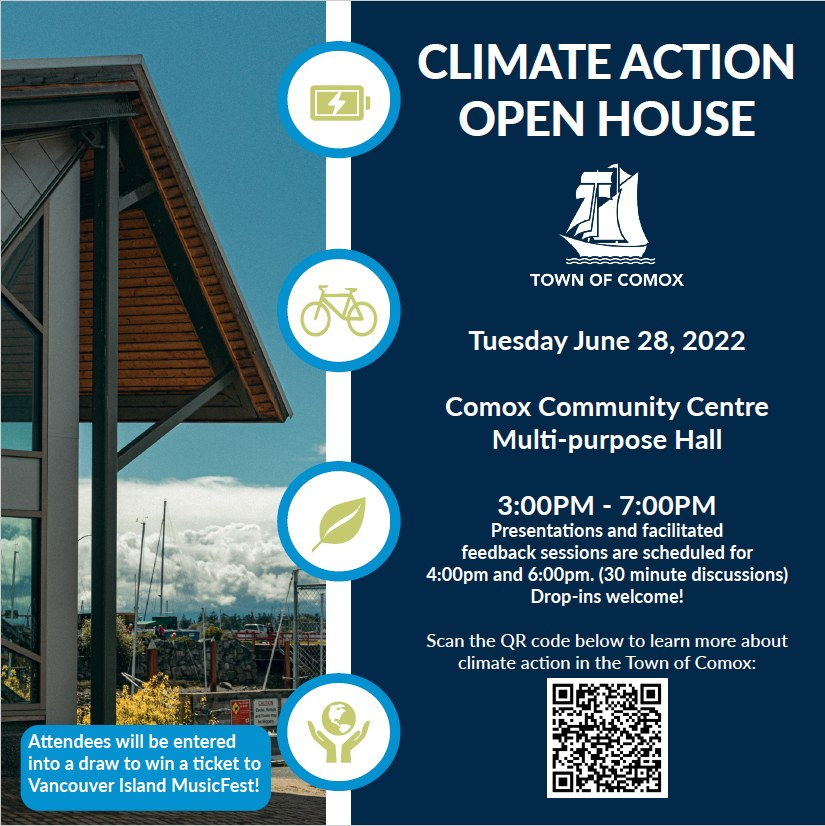 CLIMATE ACTION
OPEN HOUSE
TOWN OF COMOX
Tuesday June 28, 2022
Comox Community Centre
Multi-purpose Hall
3:00PM - 7:00PM
Presentations and facilitated
feedback sessions are scheduled for
4:00pm and 6:00pm. (30 minute discussions)
Drop-ins welcome!
Scan the QR code below to learn more about
climate action in the Town of Comox:
Attendees will be entered
into a draw to win a ticket to
Vancouver Island MusicFest!
CAUTION